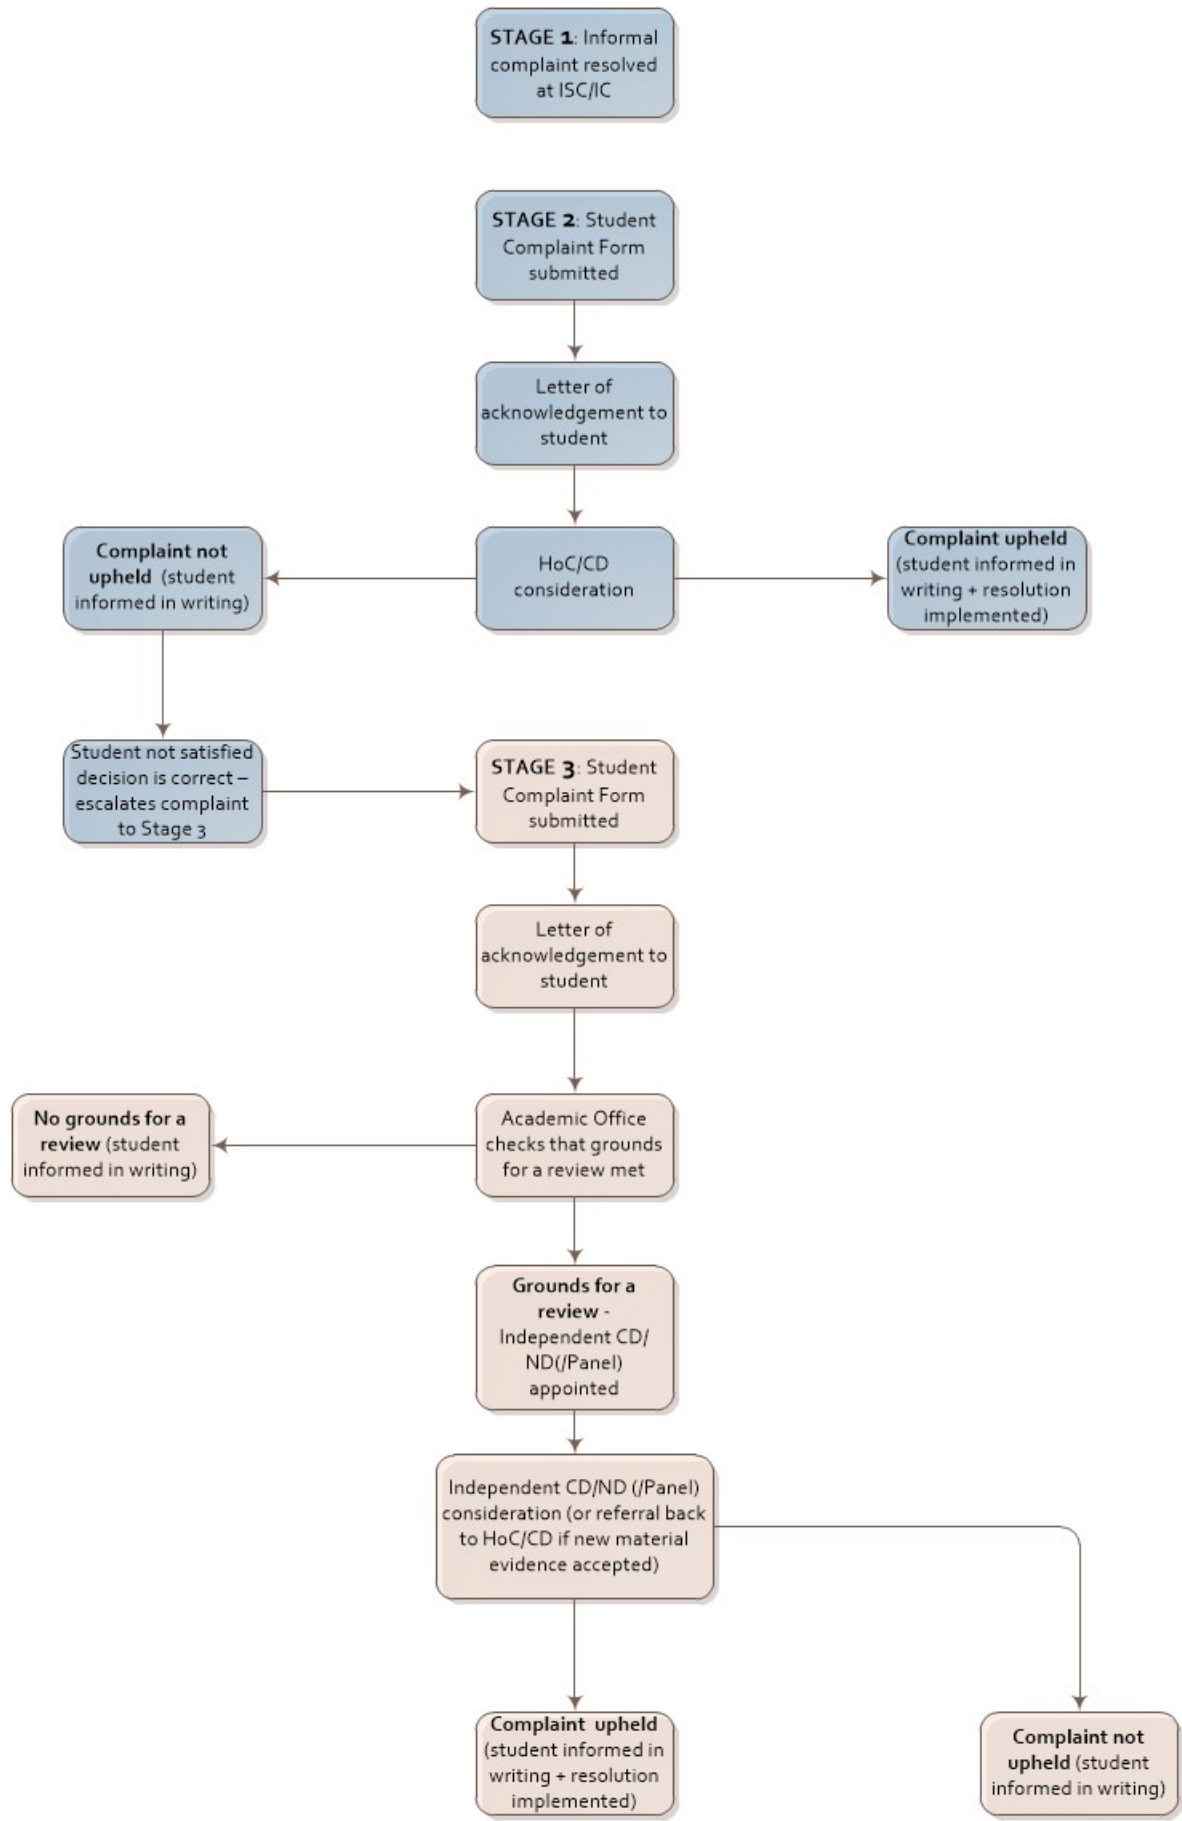 STAGE 1: Informal
complaint resolved
at ISC/IC
STAGE 2: Student
Complaint Form
submitted
Letter of
acknowledgement to
student
Complaint not
upheld (student
informed in writing)
HoC/CD
consideration
Complaint upheld
(student informed in
writing + resolution
implemented)
Student not satisfied
decision is correct –
escalates complaint
to Stage 3
STAGE 3: Student
Complaint Form
submitted
Letter of
acknowledgement to
student
No grounds for a
review (student
informed in writing)
Academic Office
checks that grounds
for a review met
Grounds for a
review -
Independent CD/
ND(/Panel)
appointed
Independent CD/ND (/Panel)
consideration (or referral back
to HoC/CD if new material
evidence accepted)
Complaint upheld
(student informed in
writing + resolution
implemented)
Complaint not
upheld (student
informed in writing)